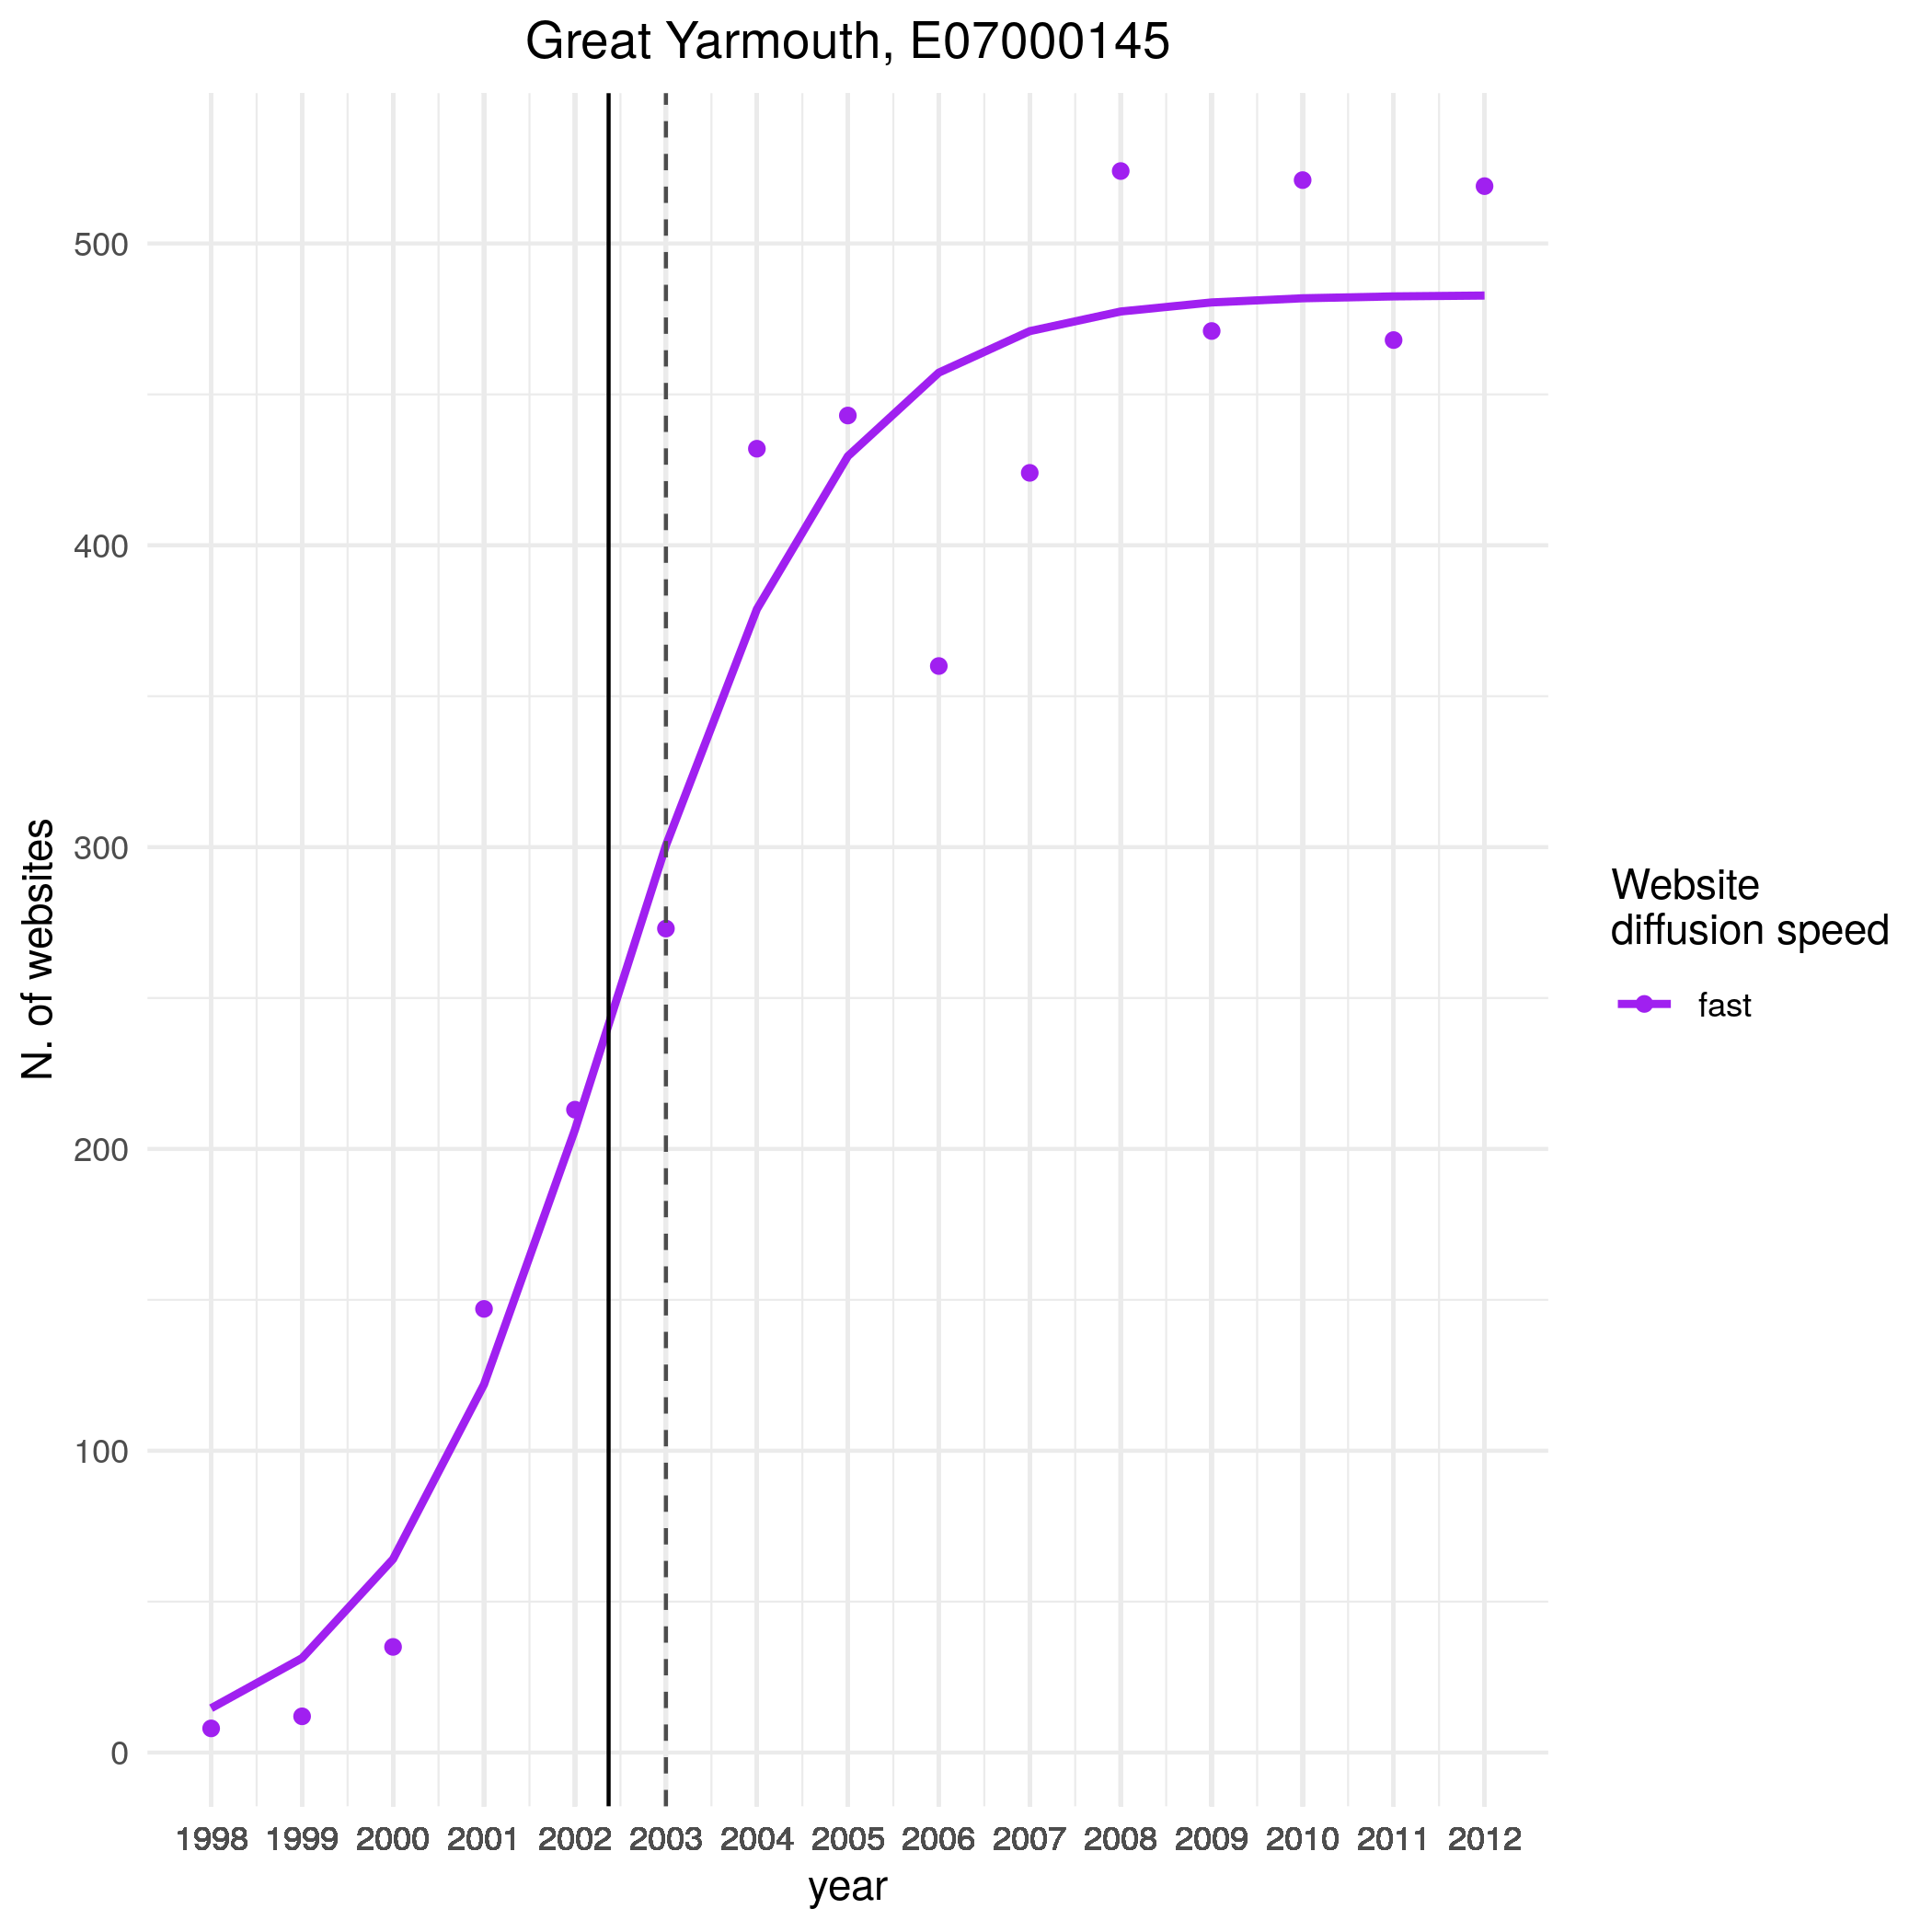 Great Yarmouth, E07000145
500
400
300
200
100
0
N. of websites
1998 1999 2000 2001 2002 2003 2004 2005 2006 2007 2008 2009 2010 2011 2012
year
Website
diffusion speed
fast